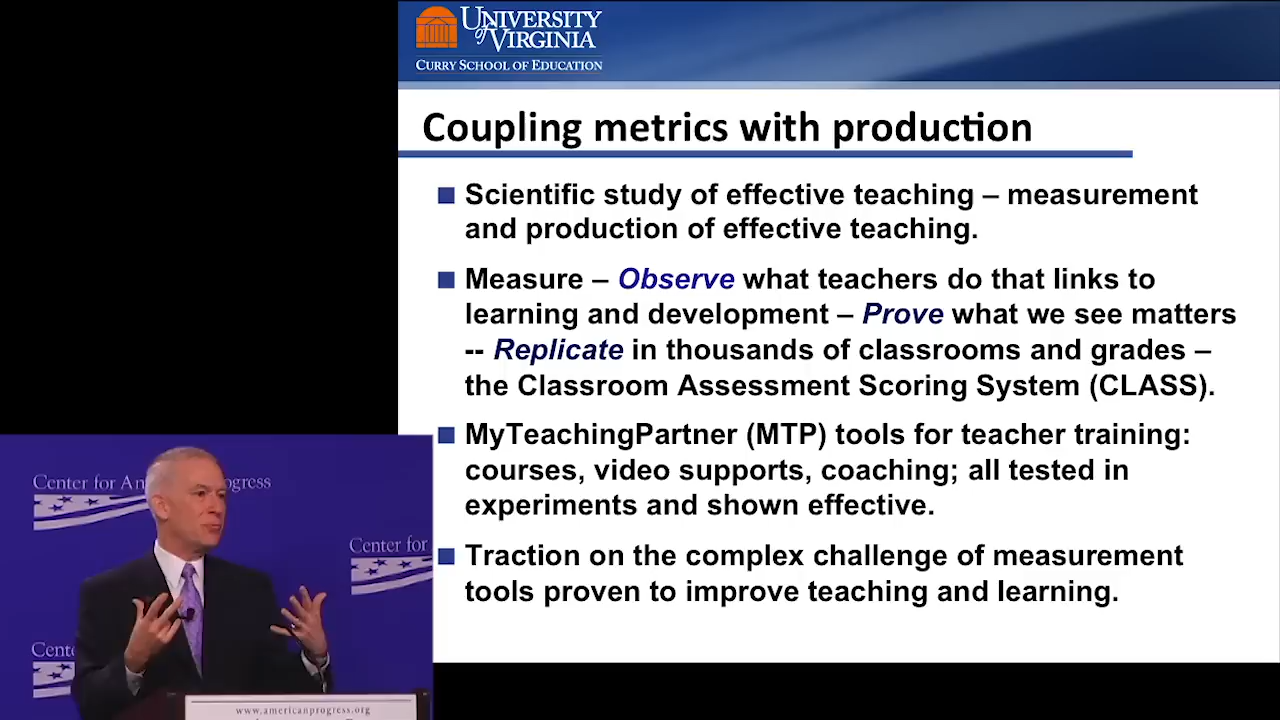 UNIVERSITY
of VIRGINIA
CURRY SCHOOL OF EDUCATION
Coupling metrics with production
Scientific study of effective teaching – measurement
and production of effective teaching.
Measure – Observe what teachers do that links to
learning and development – Prove what we see matters
-- Replicate in thousands of classrooms and grades –
the Classroom Assessment Scoring System (CLASS).
MyTeachingPartner (MTP) tools for teacher training:
courses, video supports, coaching; all tested in
experiments and shown effective.
Traction on the complex challenge of measurement
tools proven to improve teaching and learning.
Center for
Center for
www.americanprogress.org